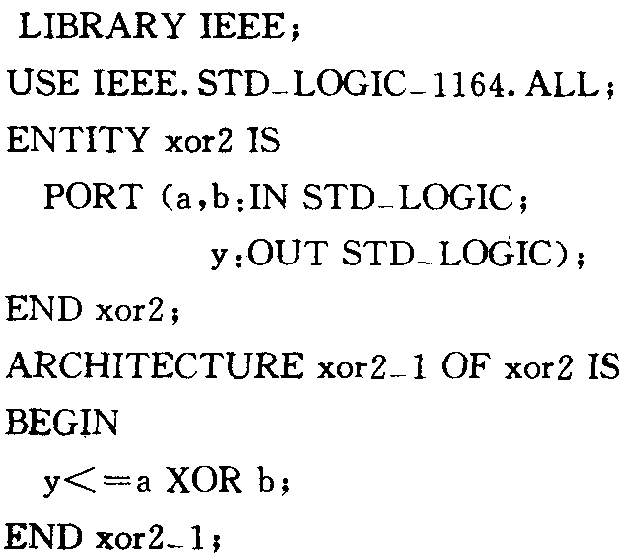 LIBRARY IEEE;
USE IEEE. STD_LOGIC_1164. ALL;
ENTITY xor2 IS
PORT (a,b:IN STD_LOGIC;
y:OUT STD_LOGIC);
END xor2;
ARCHITECTURE xor2_1 OF xor2 IS
BEGIN
y<=a XOR b;
END xor2_1;